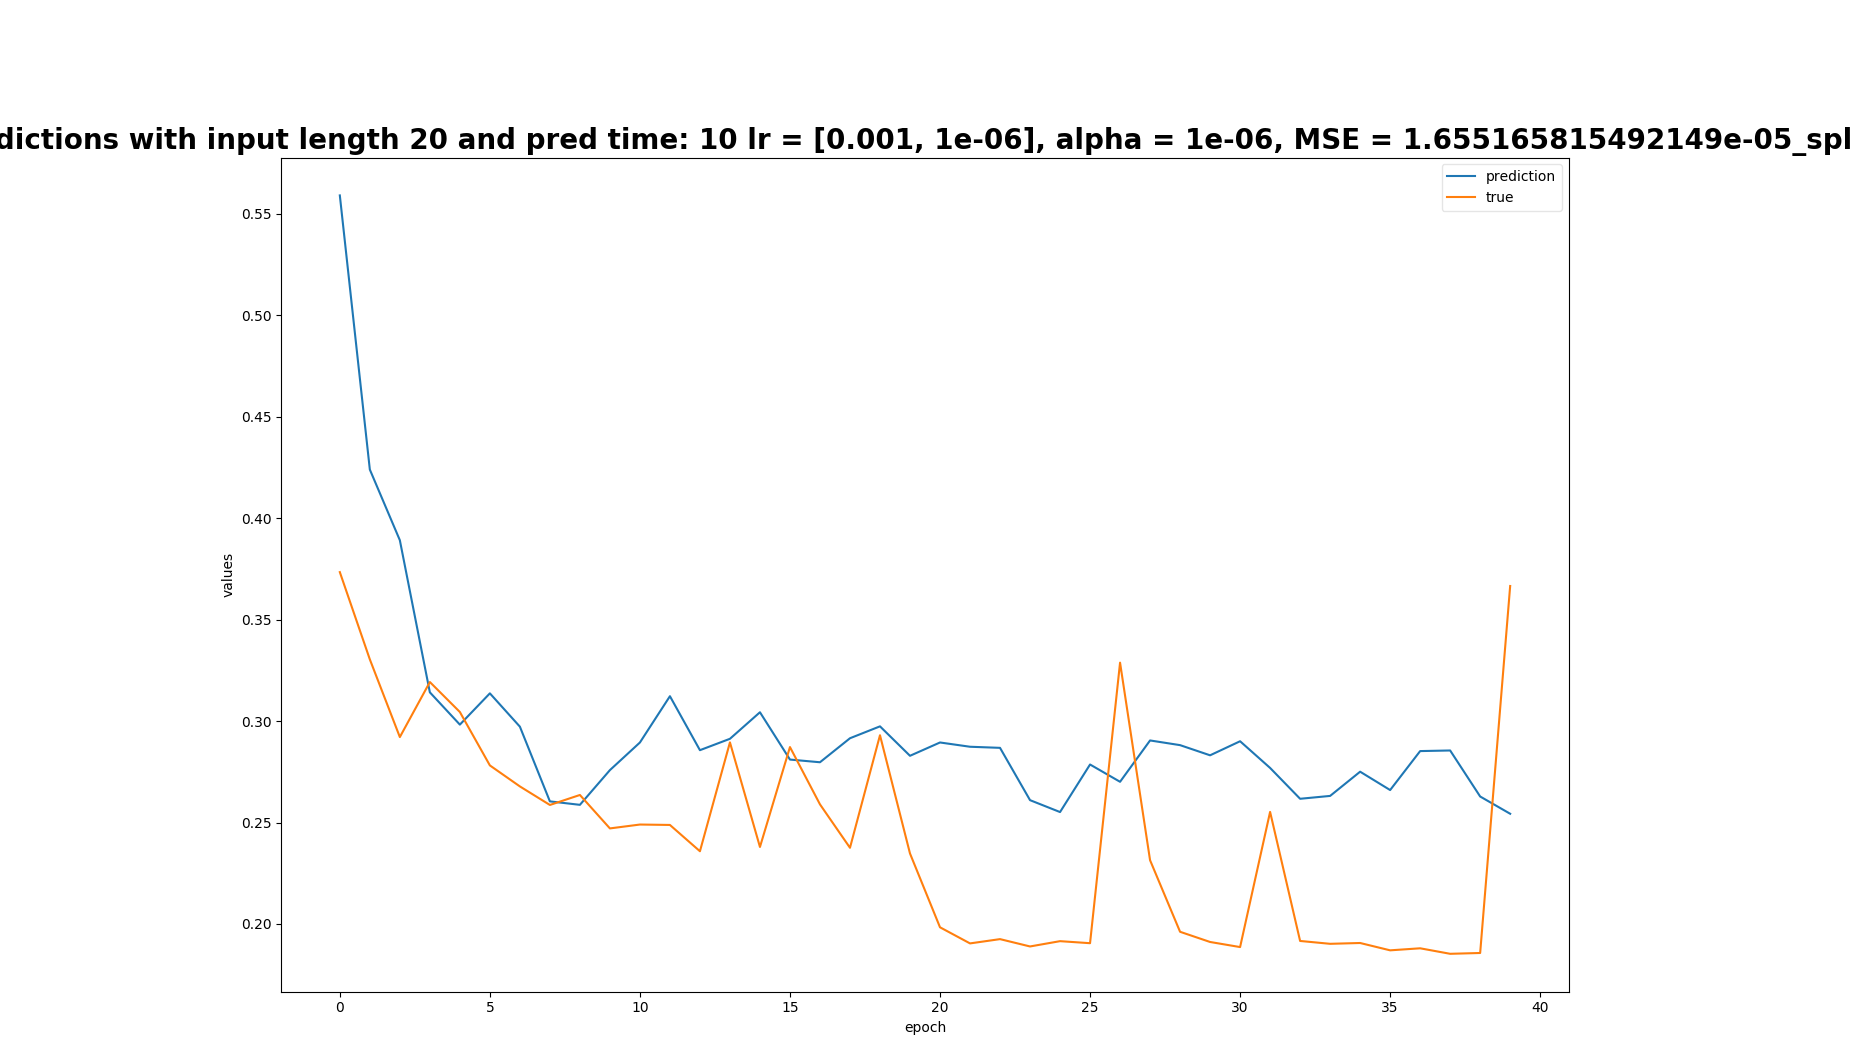 dictions with input length 20 and pred time: 10 lr = [0.001, 1e-06], alpha = 1e-06, MSE = 1.655165815492149e-05_spl
prediction
true
values
0.55
0.50
0.45
0.40
0.35
0.30
0.25
0.20
0 5 10 15 20 25 30 35 40
epoch